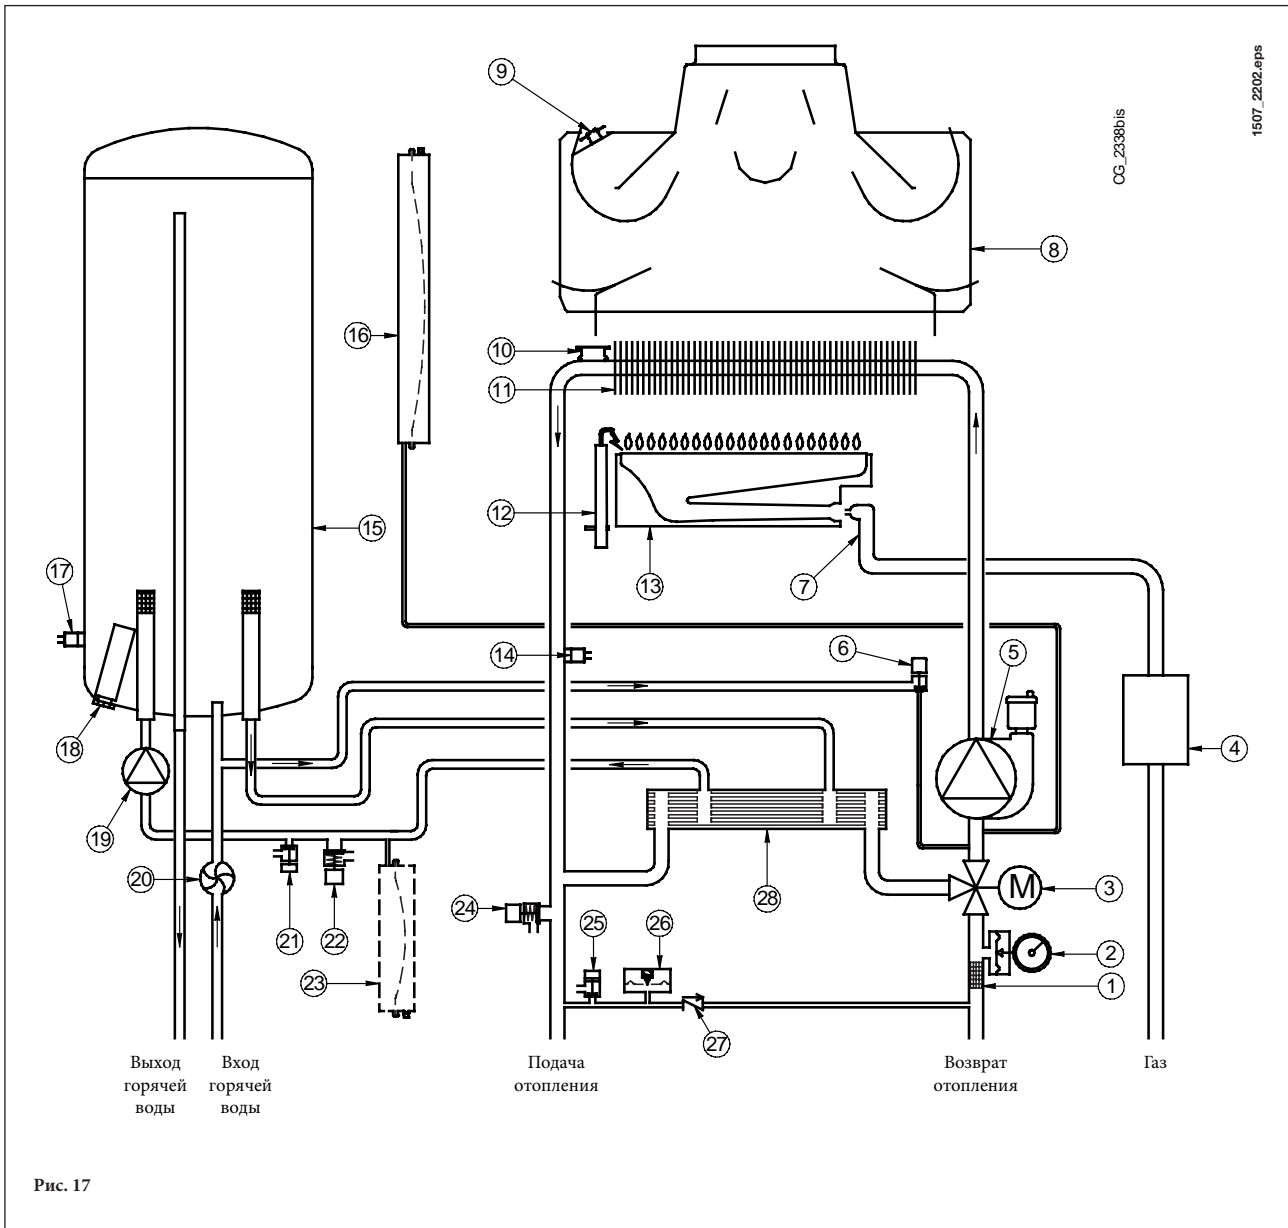 1507_2202.eps
CG_2338bis
9
8
16
10
11
12
15
13
7
17
14
6
5
18
4
19
20
3
28
24
25
26
21
22
2
23
1
27
M
Выход
горячей
воды
Вход
горячей
воды
Подача
отопления
Возврат
отопления
Газ
Рис. 17